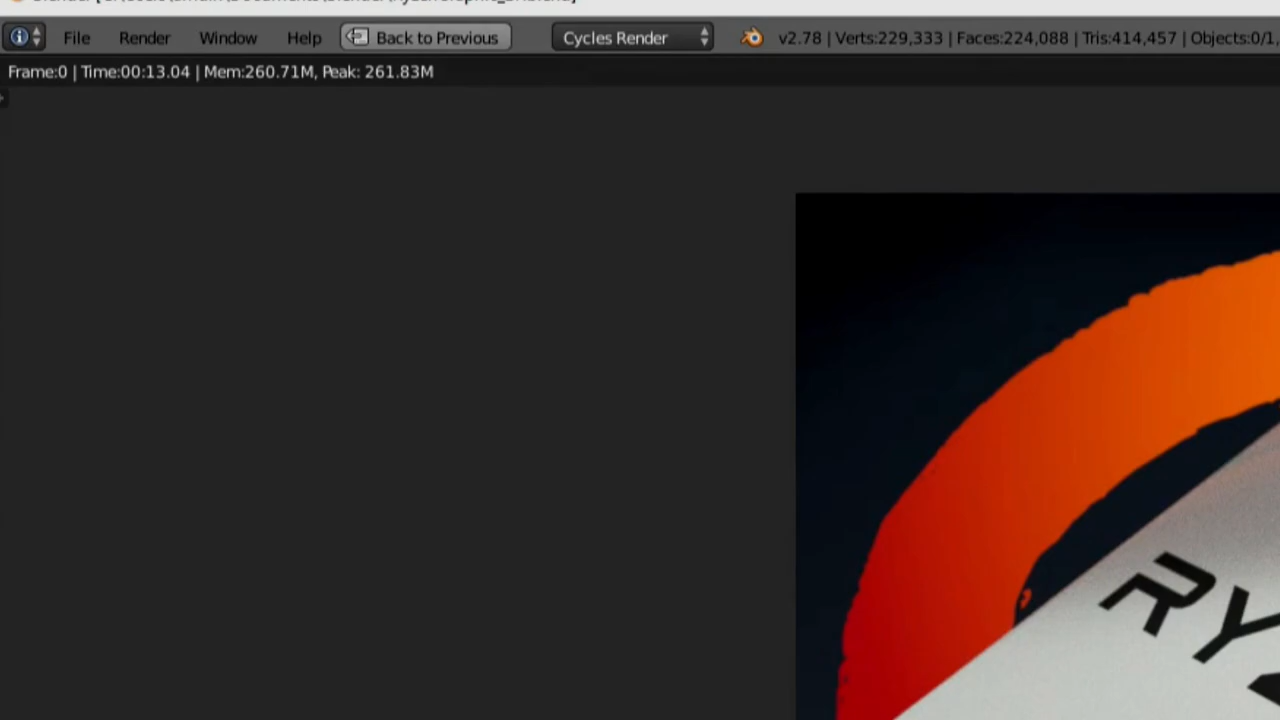 File Render Window Help Back to Previous Cycles Render v2.78 | Verts:229,333 | Faces:224,088 | Tris:414,457 | Objects:0/1,
Frame:0 | Time:00:13.04 | Mem:260.71M, Peak: 261.83M
RY